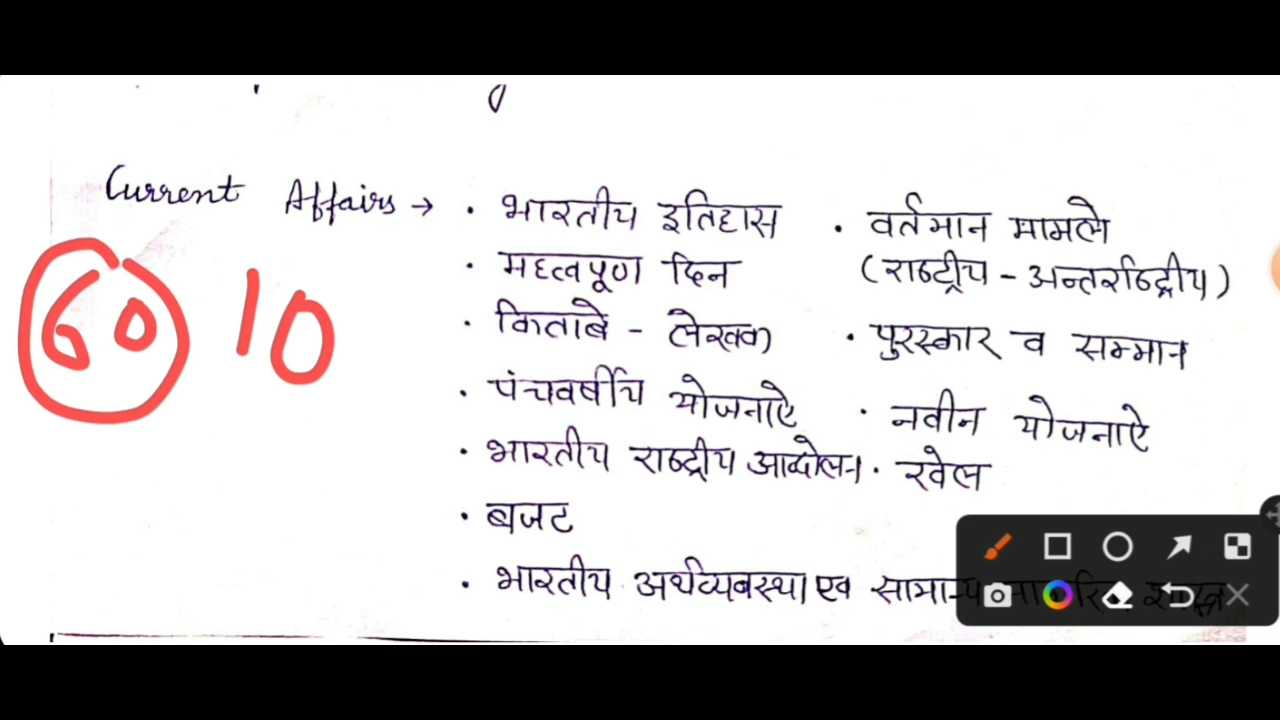 Current Affairs → • भारतीय इतिहास • वर्तमान मामले
• महत्वपूण दिन (राष्ट्रीय - अन्तर्राष्ट्रीय)
60 10
• किताबे - लेखक • पुरस्कार व सम्मान
• पंचवर्षीय योजनाऐ • नवीन योजनाऐ
• भारतीय राष्ट्रीय आन्दोलन • खेल
• बजट
• भारतीय अर्थव्यवस्था एव सामान्य